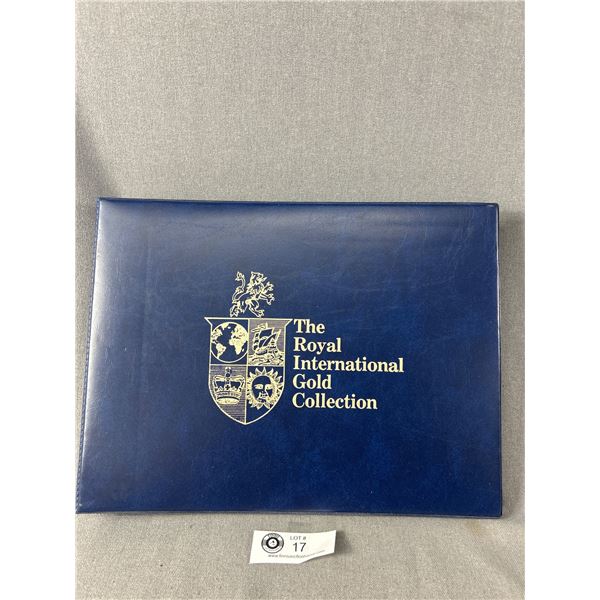 The
Royal
International
Gold
Collection
LOT #
17